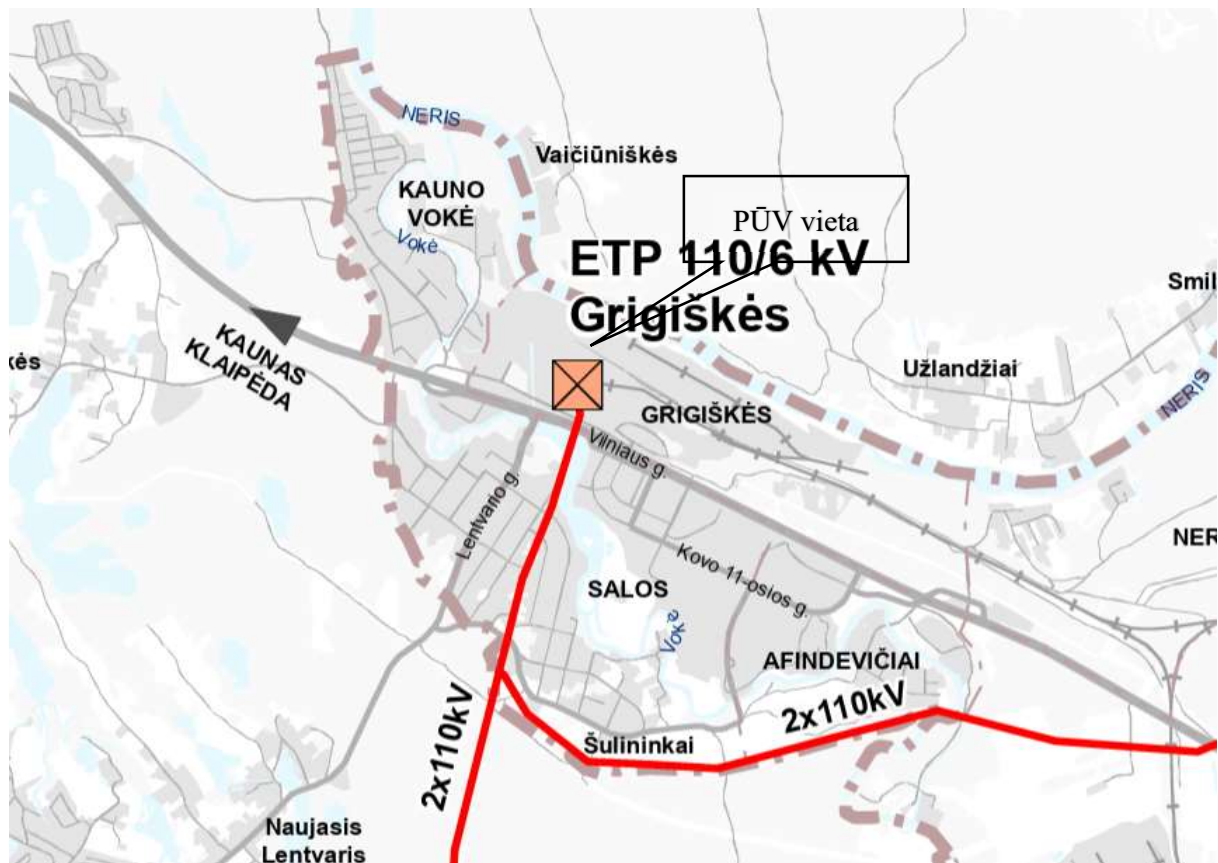 NERIS
Vaičiūniškės
KAUNO
VOKĖ
Vokė
PŪV vieta
ETP 110/6 kV
Grigiškės
Smil
KAUNAS
KLAIPĖDA
kės
Užlandžiai
NERIS
GRIGIŠKĖS
Vilniaus g.
Lentvario g.
NER
Kovo 11-osios g.
SALOS
Vokė
AFINDEVIČIAI
2x110kV
2x110kV
Šulininkai
Naujasis
Lentvaris